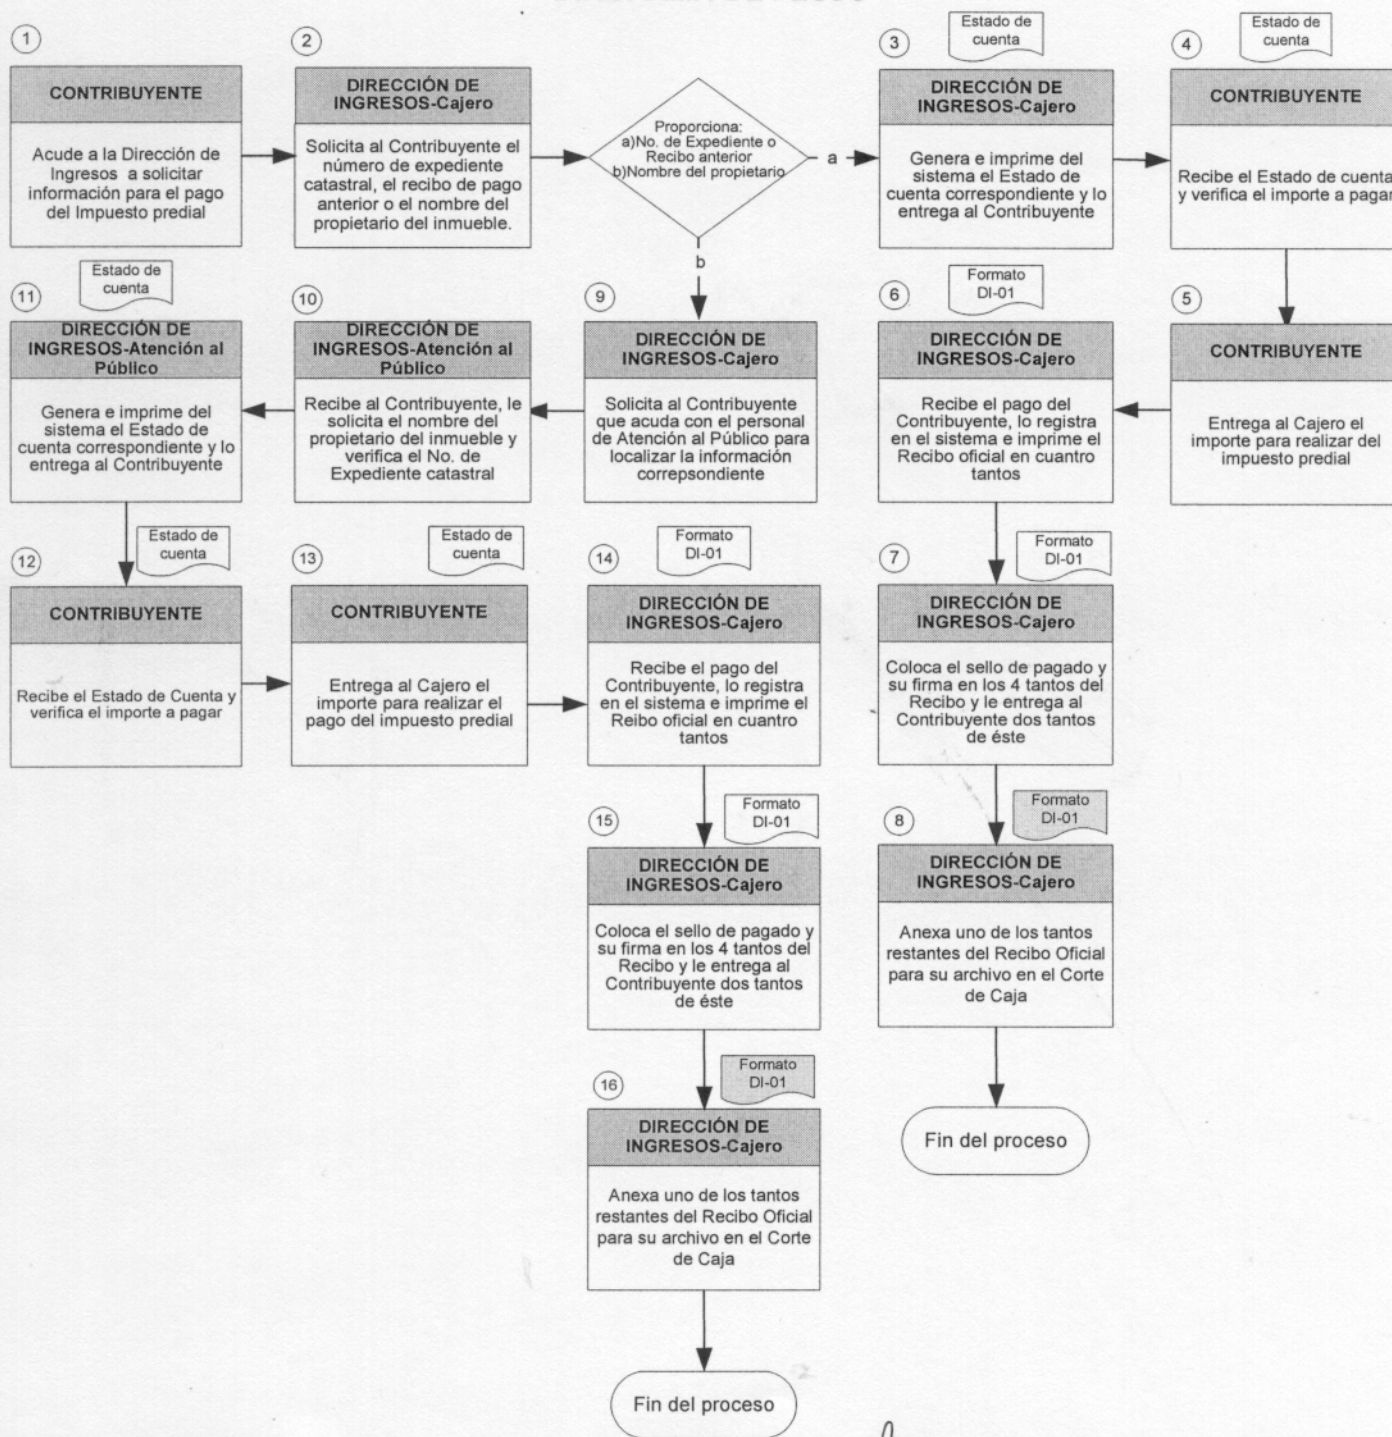 1
CONTRIBUYENTE
Acude a la Dirección de
Ingresos a solicitar
información para el pago
del Impuesto predial
2
DIRECCIÓN DE
INGRESOS-Cajero
Solicita al Contribuyente el
número de expediente
catastral, el recibo de pago
anterior o el nombre del
propietario del inmueble.
Proporciona:
a)No. de Expediente o
Recibo anterior
b)Nombre del propietario
a
b
3
Estado de
cuenta
DIRECCIÓN DE
INGRESOS-Cajero
Genera e imprime del
sistema el Estado de
cuenta correspondiente y lo
entrega al Contribuyente
4
Estado de
cuenta
CONTRIBUYENTE
Recibe el Estado de cuenta
y verifica el importe a pagar
5
CONTRIBUYENTE
Entrega al Cajero el
importe para realizar del
impuesto predial
6
Formato
DI-01
DIRECCIÓN DE
INGRESOS-Cajero
Recibe el pago del
Contribuyente, lo registra
en el sistema e imprime el
Recibo oficial en cuantro
tantos
7
Formato
DI-01
DIRECCIÓN DE
INGRESOS-Cajero
Coloca el sello de pagado y
su firma en los 4 tantos del
Recibo y le entrega al
Contribuyente dos tantos
de éste
8
Formato
DI-01
DIRECCIÓN DE
INGRESOS-Cajero
Anexa uno de los tantos
restantes del Recibo Oficial
para su archivo en el Corte
de Caja
Fin del proceso
9
DIRECCIÓN DE
INGRESOS-Cajero
Solicita al Contribuyente
que acuda con el personal
de Atención al Público para
localizar la información
correpsondiente
10
DIRECCIÓN DE
INGRESOS-Atención al
Público
Recibe al Contribuyente, le
solicita el nombre del
propietario del inmueble y
verifica el No. de
Expediente catastral
11
Estado de
cuenta
DIRECCIÓN DE
INGRESOS-Atención al
Público
Genera e imprime del
sistema el Estado de
cuenta correspondiente y lo
entrega al Contribuyente
12
Estado de
cuenta
CONTRIBUYENTE
Recibe el Estado de Cuenta y
verifica el importe a pagar
13
Estado de
cuenta
CONTRIBUYENTE
Entrega al Cajero el
importe para realizar el
pago del impuesto predial
14
Formato
DI-01
DIRECCIÓN DE
INGRESOS-Cajero
Recibe el pago del
Contribuyente, lo registra
en el sistema e imprime el
Reibo oficial en cuantro
tantos
15
Formato
DI-01
DIRECCIÓN DE
INGRESOS-Cajero
Coloca el sello de pagado y
su firma en los 4 tantos del
Recibo y le entrega al
Contribuyente dos tantos
de éste
16
Formato
DI-01
DIRECCIÓN DE
INGRESOS-Cajero
Anexa uno de los tantos
restantes del Recibo Oficial
para su archivo en el Corte
de Caja
Fin del proceso